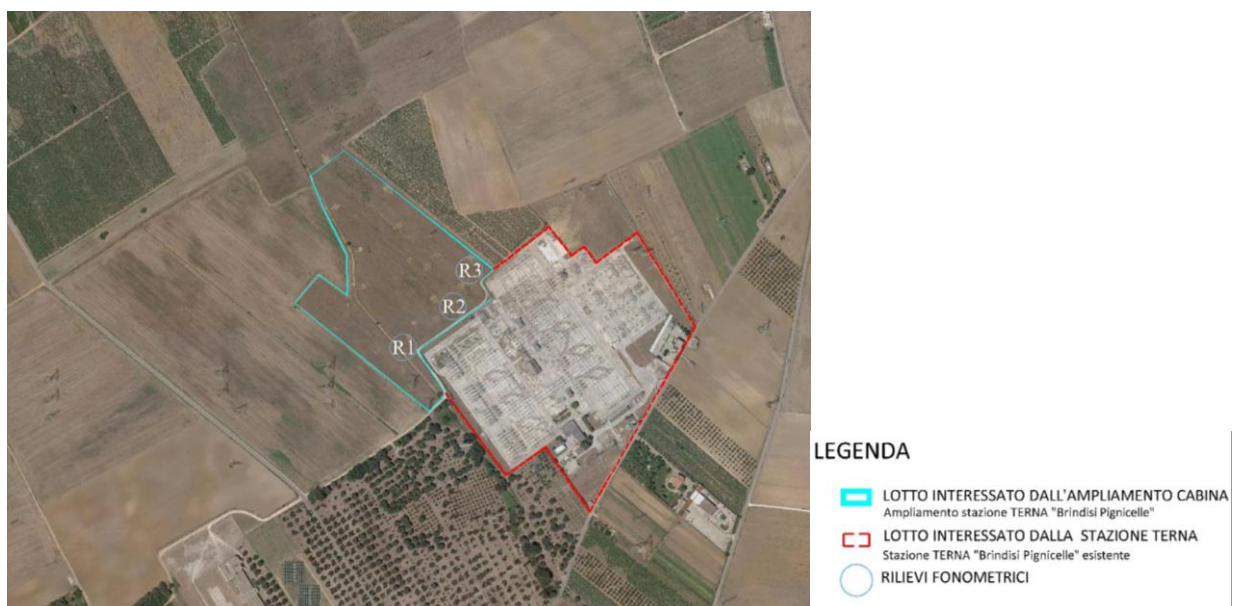 R3
R2
R1
LEGENDA
LOTTO INTERESSATO DALL'AMPLIAMENTO CABINA
Ampliamento stazione TERNA "Brindisi Pignicelle"
LOTTO INTERESSATO DALLA STAZIONE TERNA
Stazione TERNA "Brindisi Pignicelle" esistente
RILIEVI FONOMETRICI